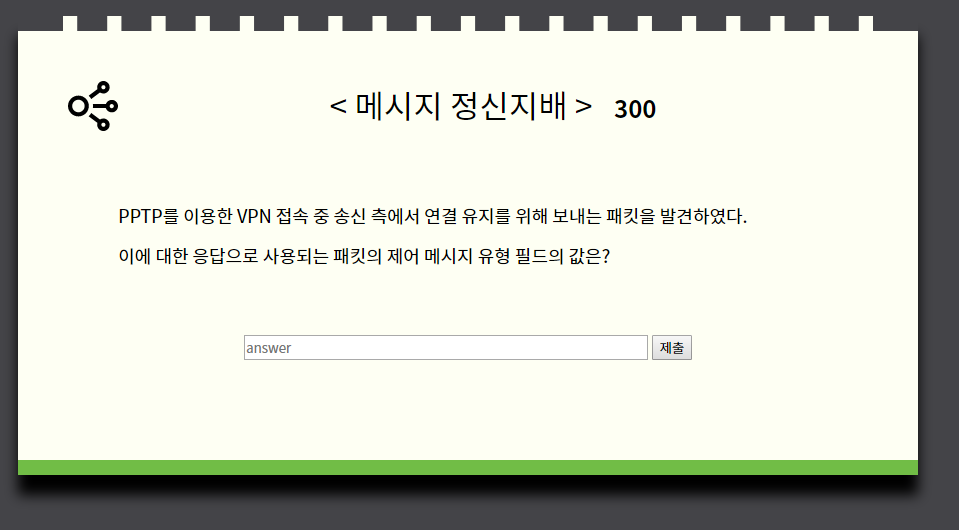 < 메시지 정신지배 > 300
PPTP를 이용한 VPN 접속 중 송신 측에서 연결 유지를 위해 보내는 패킷을 발견하였다.
이에 대한 응답으로 사용되는 패킷의 제어 메시지 유형 필드의 값은?
answer 제출